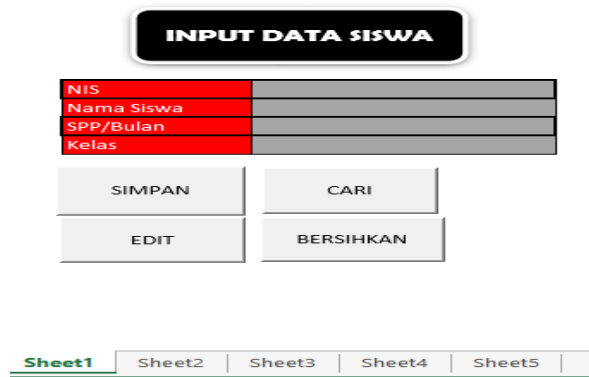 INPUT DATA SISWA
NIS
Nama Siswa
SPP/Bulan
Kelas
SIMPAN CARI
EDIT BERSIHKAN
Sheet1 Sheet2 Sheet3 Sheet4 Sheet5